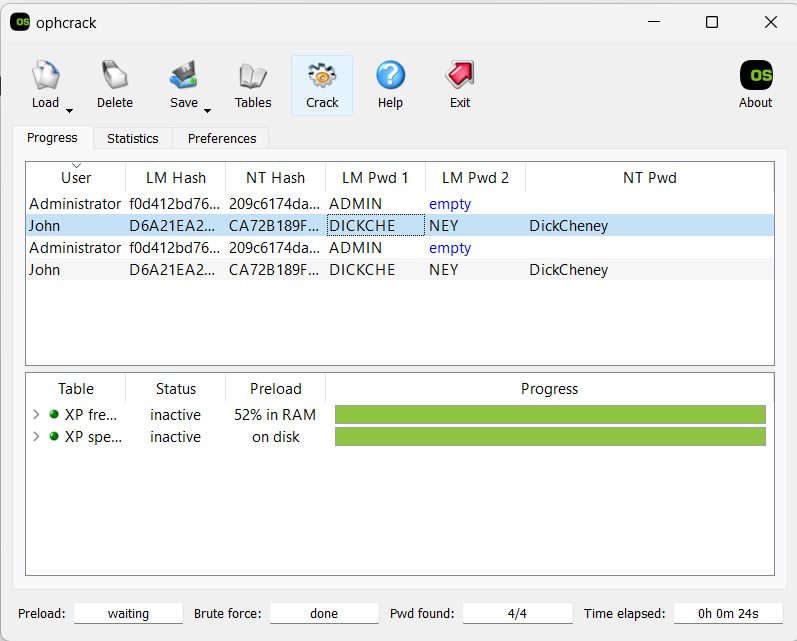 OS ophcrack
Load Delete Save Tables Crack Help Exit OS About
Progress Statistics Preferences
User LM Hash NT Hash LM Pwd 1 LM Pwd 2 NT Pwd
Administrator f0d412bd76... 209c6174da... ADMIN empty
John D6A21EA2... CA72B189F... DICKCHE NEY DickCheney
Administrator f0d412bd76... 209c6174da... ADMIN empty
John D6A21EA2... CA72B189F... DICKCHE NEY DickCheney
Table Status Preload Progress
XP fre... inactive 52% in RAM
XP spe... inactive on disk
Preload: waiting Brute force: done Pwd found: 4/4 Time elapsed: 0h 0m 24s